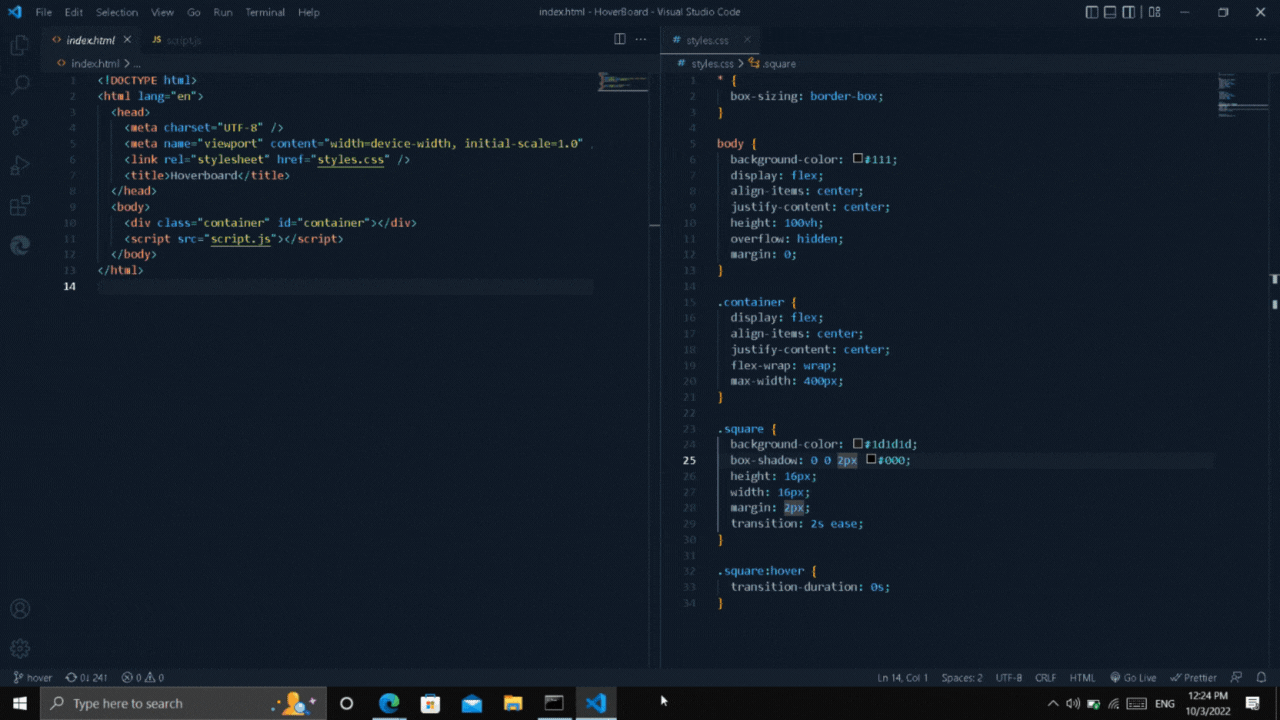 File Edit Selection View Go Run Terminal Help
index.html - HoverBoard - Visual Studio Code
index.html
JS script.js
index.html > ...
1 <!DOCTYPE html>
2 <html lang="en">
3 <head>
4 <meta charset="UTF-8" />
5 <meta name="viewport" content="width=device-width, initial-scale=1.0"
6 <link rel="stylesheet" href="styles.css" />
7 <title>Hoverboard</title>
8 </head>
9 <body>
10 <div class="container" id="container"></div>
11 <script src="script.js"></script>
12 </body>
13 </html>
14
# styles.css
# styles.css > .square
1 * {
2 box-sizing: border-box;
3 }
4
5 body {
6 background-color: #111;
7 display: flex;
8 align-items: center;
9 justify-content: center;
10 height: 100vh;
11 overflow: hidden;
12 margin: 0;
13 }
14
15 .container {
16 display: flex;
17 align-items: center;
18 justify-content: center;
19 flex-wrap: wrap;
20 max-width: 400px;
21 }
22
23 .square {
24 background-color: #1d1d1d;
25 box-shadow: 0 0 2px #000;
26 height: 16px;
27 width: 16px;
28 margin: 2px;
29 transition: 2s ease;
30 }
31
32 .square:hover {
33 transition-duration: 0s;
34 }
hover 0↓ 24↑ 0 0
Ln 14, Col 1 Spaces: 2 UTF-8 CRLF HTML Go Live Prettier
Type here to search
ENG
12:24 PM
10/3/2022